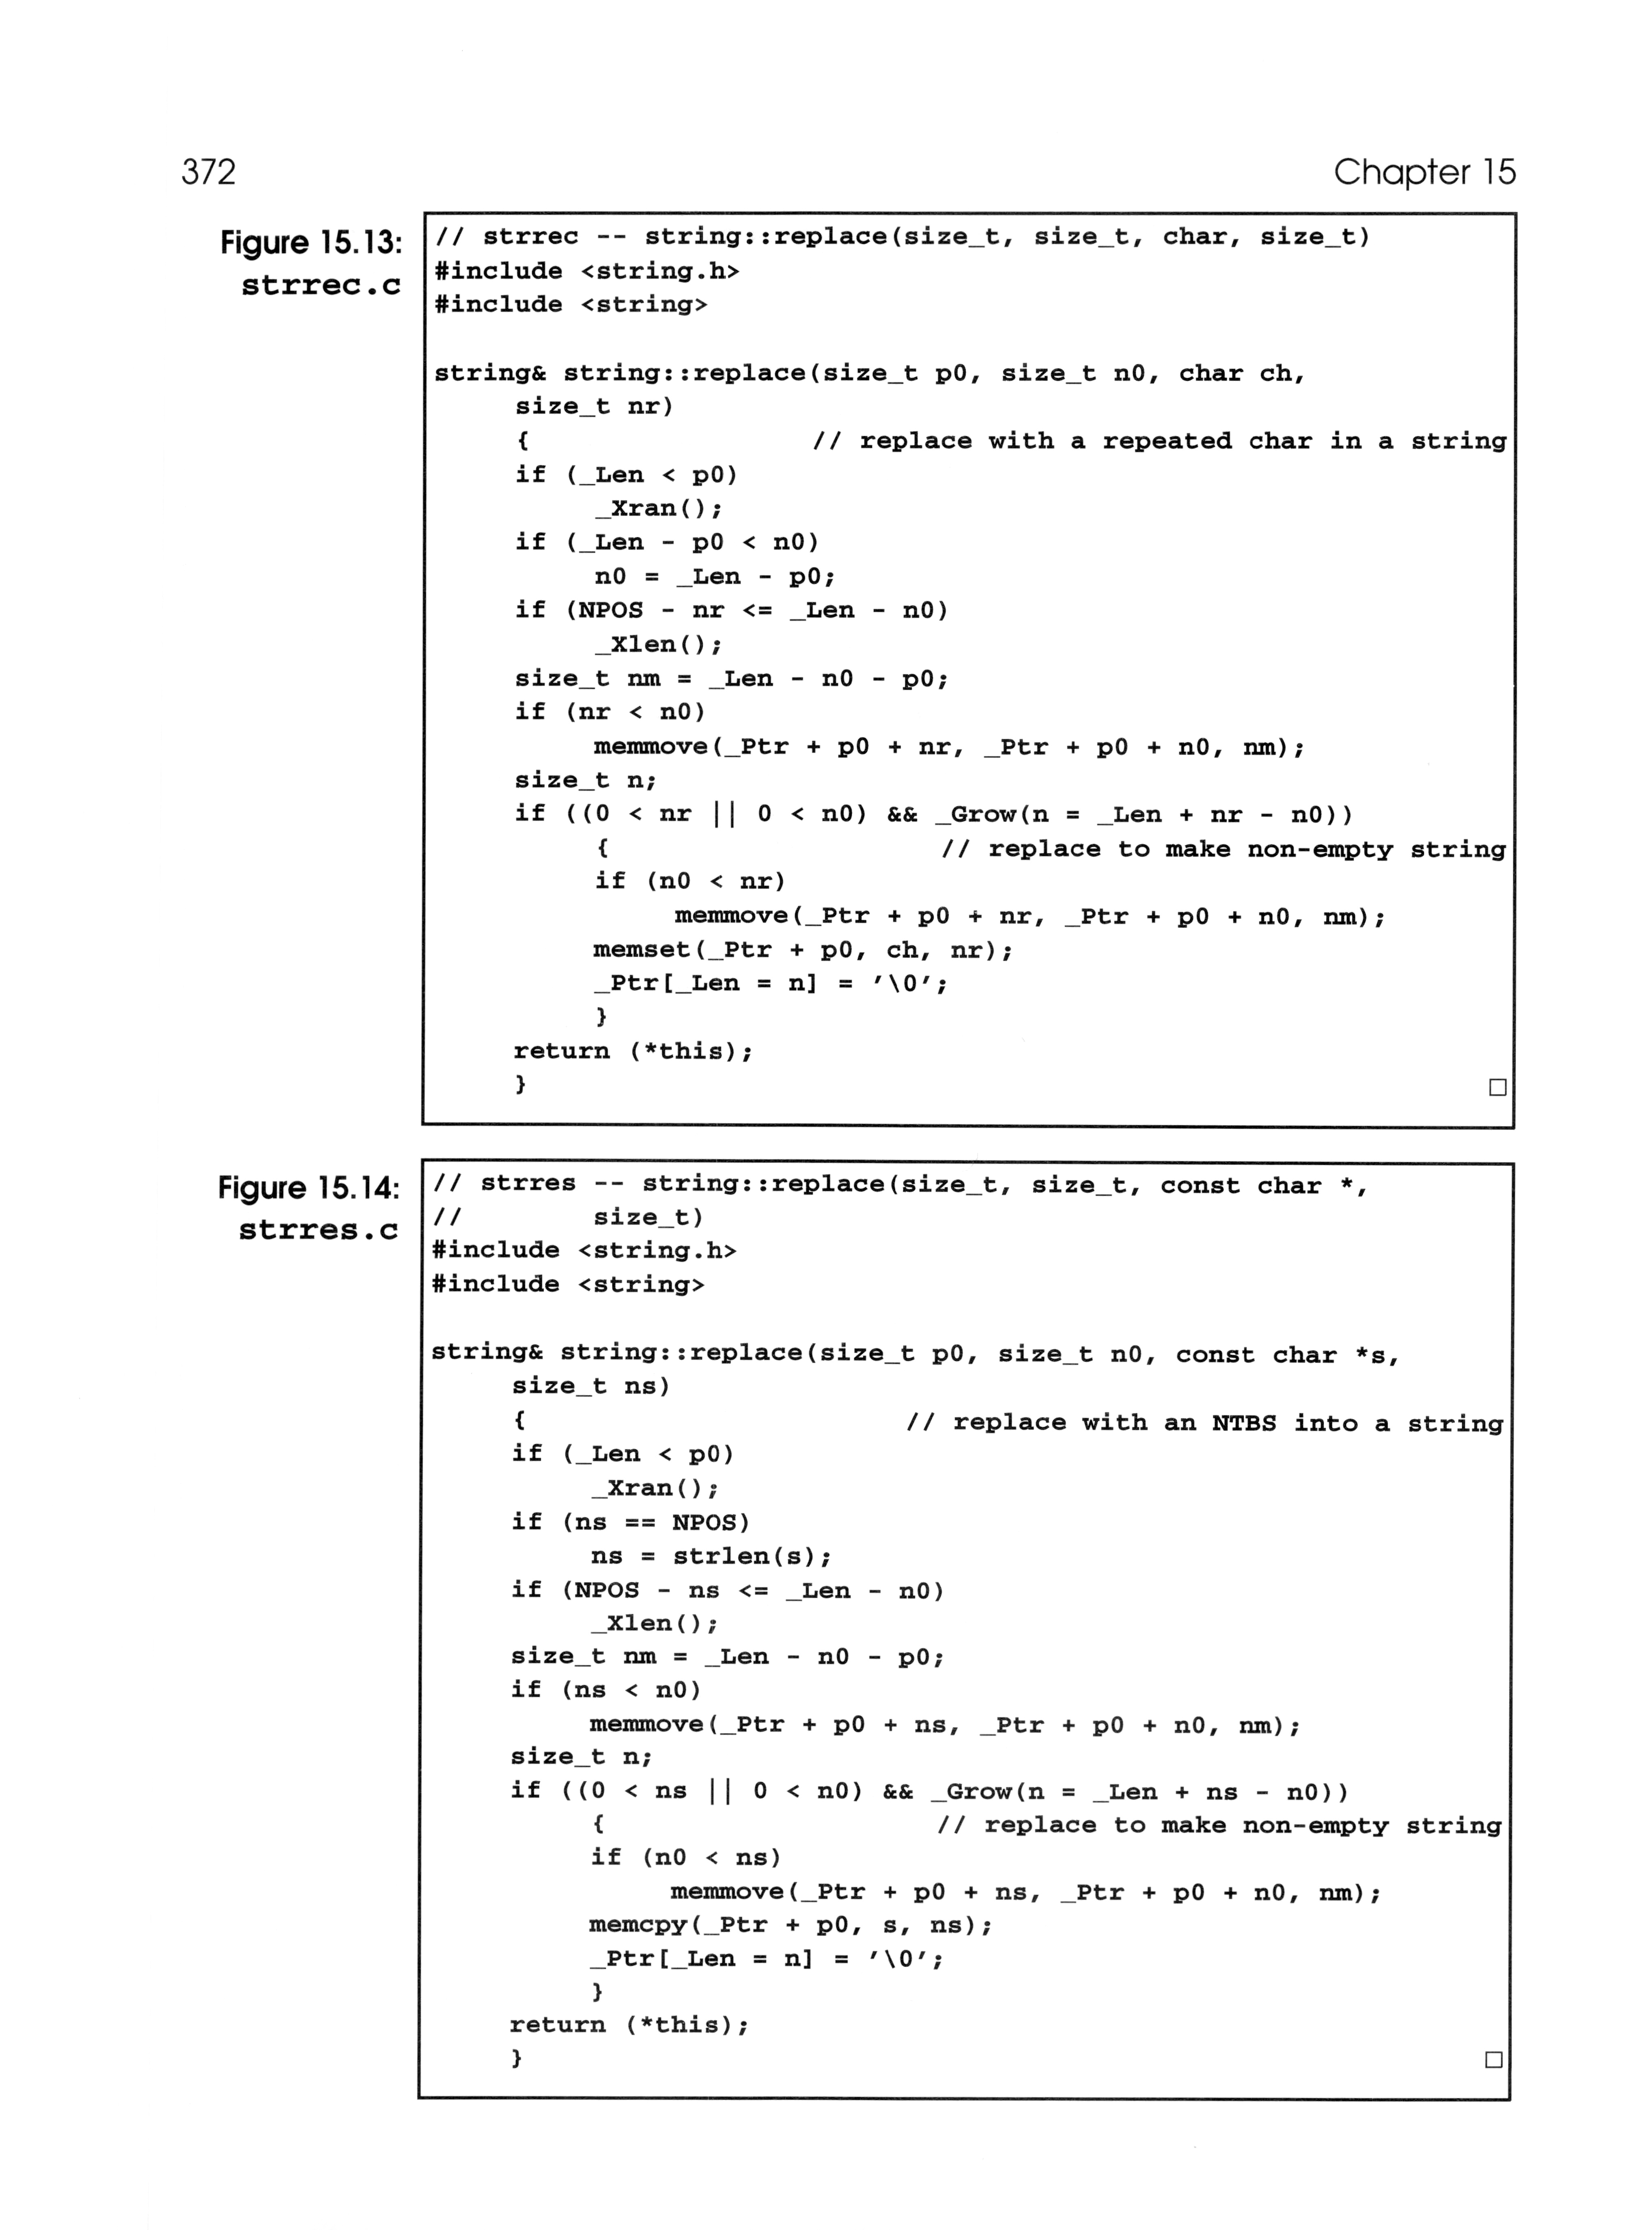 372
Chapter 15
Figure 15.13:
strrec.c
// strrec -- string::replace(size_t, size_t, char, size_t)
#include <string.h>
#include <string>
string& string::replace(size_t p0, size_t n0, char ch,
size_t nr)
{ // replace with a repeated char in a string
if (_Len < p0)
_Xran();
if (_Len - p0 < n0)
n0 = _Len - p0;
if (NPOS - nr <= _Len - n0)
_Xlen();
size_t nm = _Len - n0 - p0;
if (nr < n0)
memmove(_Ptr + p0 + nr, _Ptr + p0 + n0, nm);
size_t n;
if ((0 < nr || 0 < n0) && _Grow(n = _Len + nr - n0))
{ // replace to make non-empty string
if (n0 < nr)
memmove(_Ptr + p0 + nr, _Ptr + p0 + n0, nm);
memset(_Ptr + p0, ch, nr);
_Ptr[_Len = n] = '\0';
}
return (*this);
} □
Figure 15.14:
strres.c
// strres -- string::replace(size_t, size_t, const char *,
// size_t)
#include <string.h>
#include <string>
string& string::replace(size_t p0, size_t n0, const char *s,
size_t ns)
{ // replace with an NTBS into a string
if (_Len < p0)
_Xran();
if (ns == NPOS)
ns = strlen(s);
if (NPOS - ns <= _Len - n0)
_Xlen();
size_t nm = _Len - n0 - p0;
if (ns < n0)
memmove(_Ptr + p0 + ns, _Ptr + p0 + n0, nm);
size_t n;
if ((0 < ns || 0 < n0) && _Grow(n = _Len + ns - n0))
{ // replace to make non-empty string
if (n0 < ns)
memmove(_Ptr + p0 + ns, _Ptr + p0 + n0, nm);
memcpy(_Ptr + p0, s, ns);
_Ptr[_Len = n] = '\0';
}
return (*this);
} □